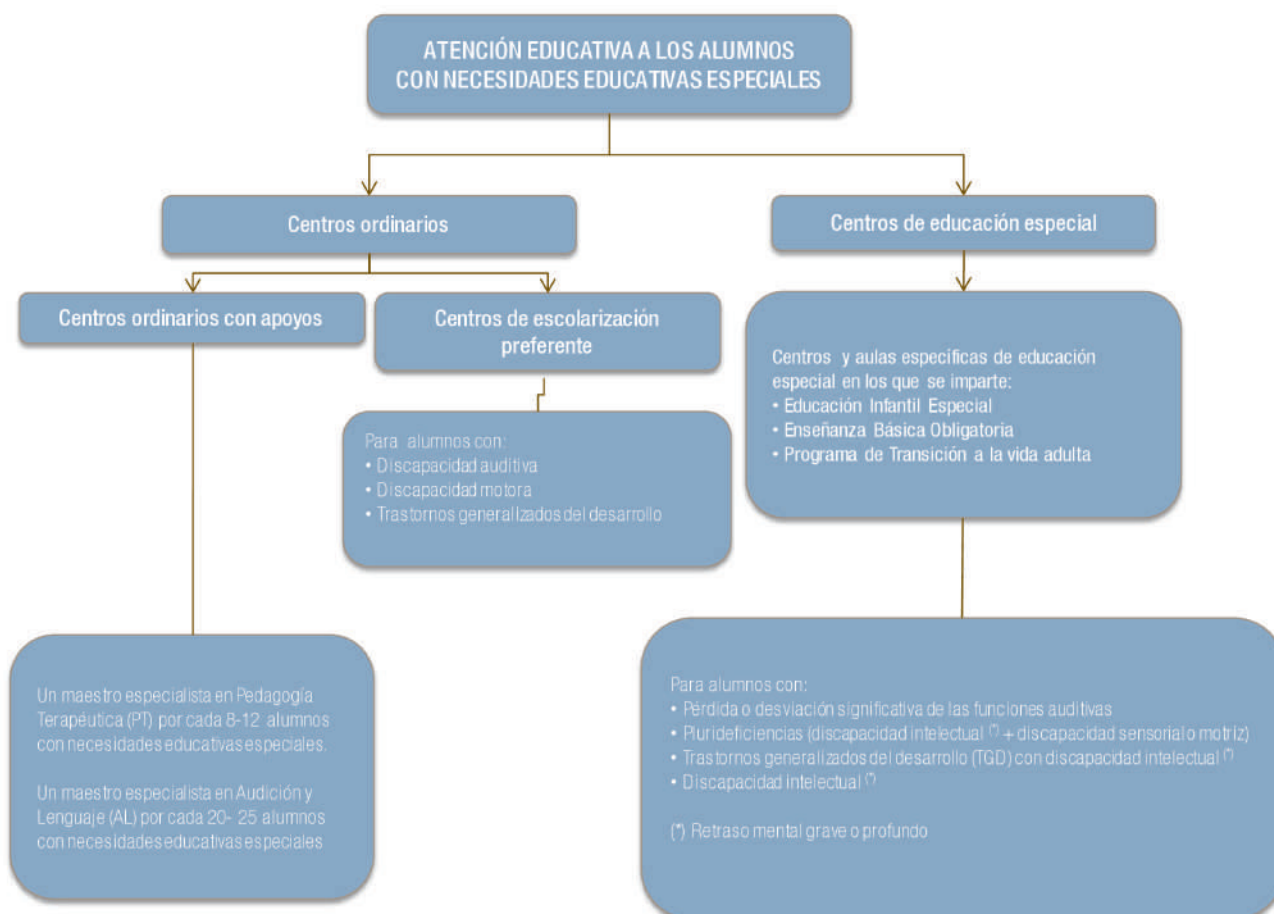 ATENCIÓN EDUCATIVA A LOS ALUMNOS
CON NECESIDADES EDUCATIVAS ESPECIALES
Centros ordinarios
Centros de educación especial
Centros ordinarios con apoyos
Centros de escolarización
preferente
Centros y aulas específicas de educación
especial en los que se imparte:
• Educación Infantil Especial
• Enseñanza Básica Obligatoria
• Programa de Transición a la vida adulta
Para alumnos con:
• Discapacidad auditiva
• Discapacidad motora
• Trastornos generalizados del desarrollo
Un maestro especialista en Pedagogía
Terapéutica (PT) por cada 8-12 alumnos
con necesidades educativas especiales.
Un maestro especialista en Audición y
Lenguaje (AL) por cada 20- 25 alumnos
con necesidades educativas especiales
Para alumnos con:
• Pérdida o desviación significativa de las funciones auditivas
• Plurideficiencias (discapacidad intelectual (*) + discapacidad sensorial o motriz)
• Trastornos generalizados del desarrollo (TGD) con discapacidad intelectual (*)
• Discapacidad intelectual (*)
(*) Retraso mental grave o profundo